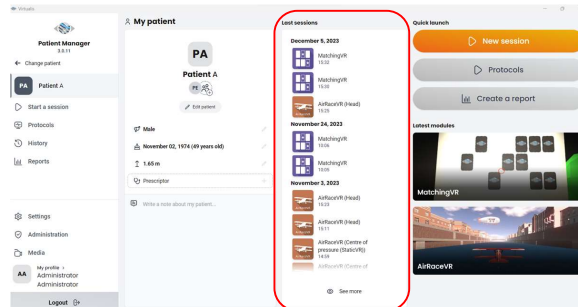 Virtualis
Patient Manager
3.0.11
Change patient
PA
Patient A
Start a session
Protocols
History
Reports
Settings
Administration
Media
AA
My profile >
Administrator
Administrator
Logout
My patient
PA
Patient A
PE
Edit patient
Male
November 02, 1974 (49 years old)
1.65 m
Prescriptor
Write a note about my patient...
Last sessions
December 5, 2023
MatchingVR
15:32
MatchingVR
15:30
AirRaceVR (Head)
15:25
November 24, 2023
MatchingVR
10:06
MatchingVR
10:05
November 3, 2023
AirRaceVR (Head)
15:23
AirRaceVR (Head)
15:11
AirRaceVR (Centre of
pressure (StaticVR))
14:59
AirRaceVR (Centre of
See more
Quick launch
New session
Protocols
Create a report
Latest modules
MatchingVR
AirRaceVR